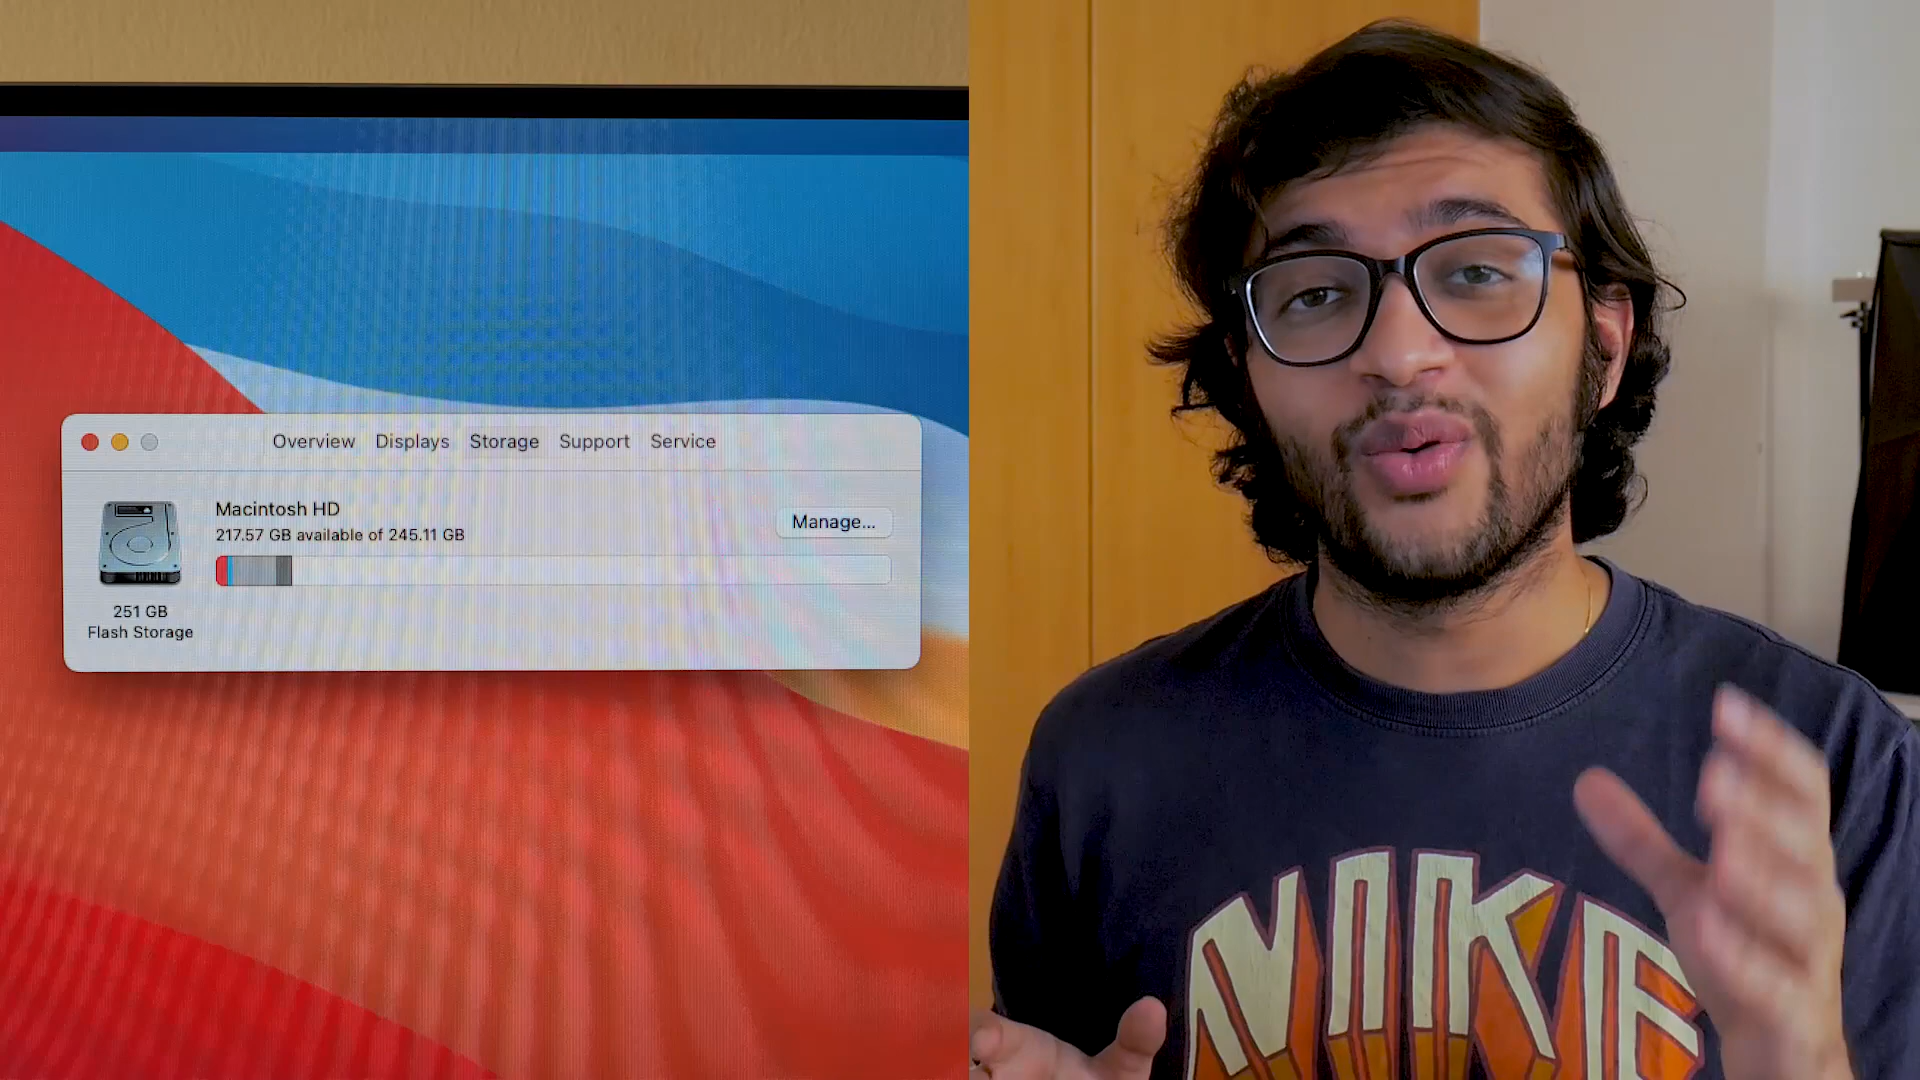 Overview Displays Storage Support Service
Macintosh HD
217.57 GB available of 245.11 GB
Manage...
251 GB
Flash Storage
NIKE